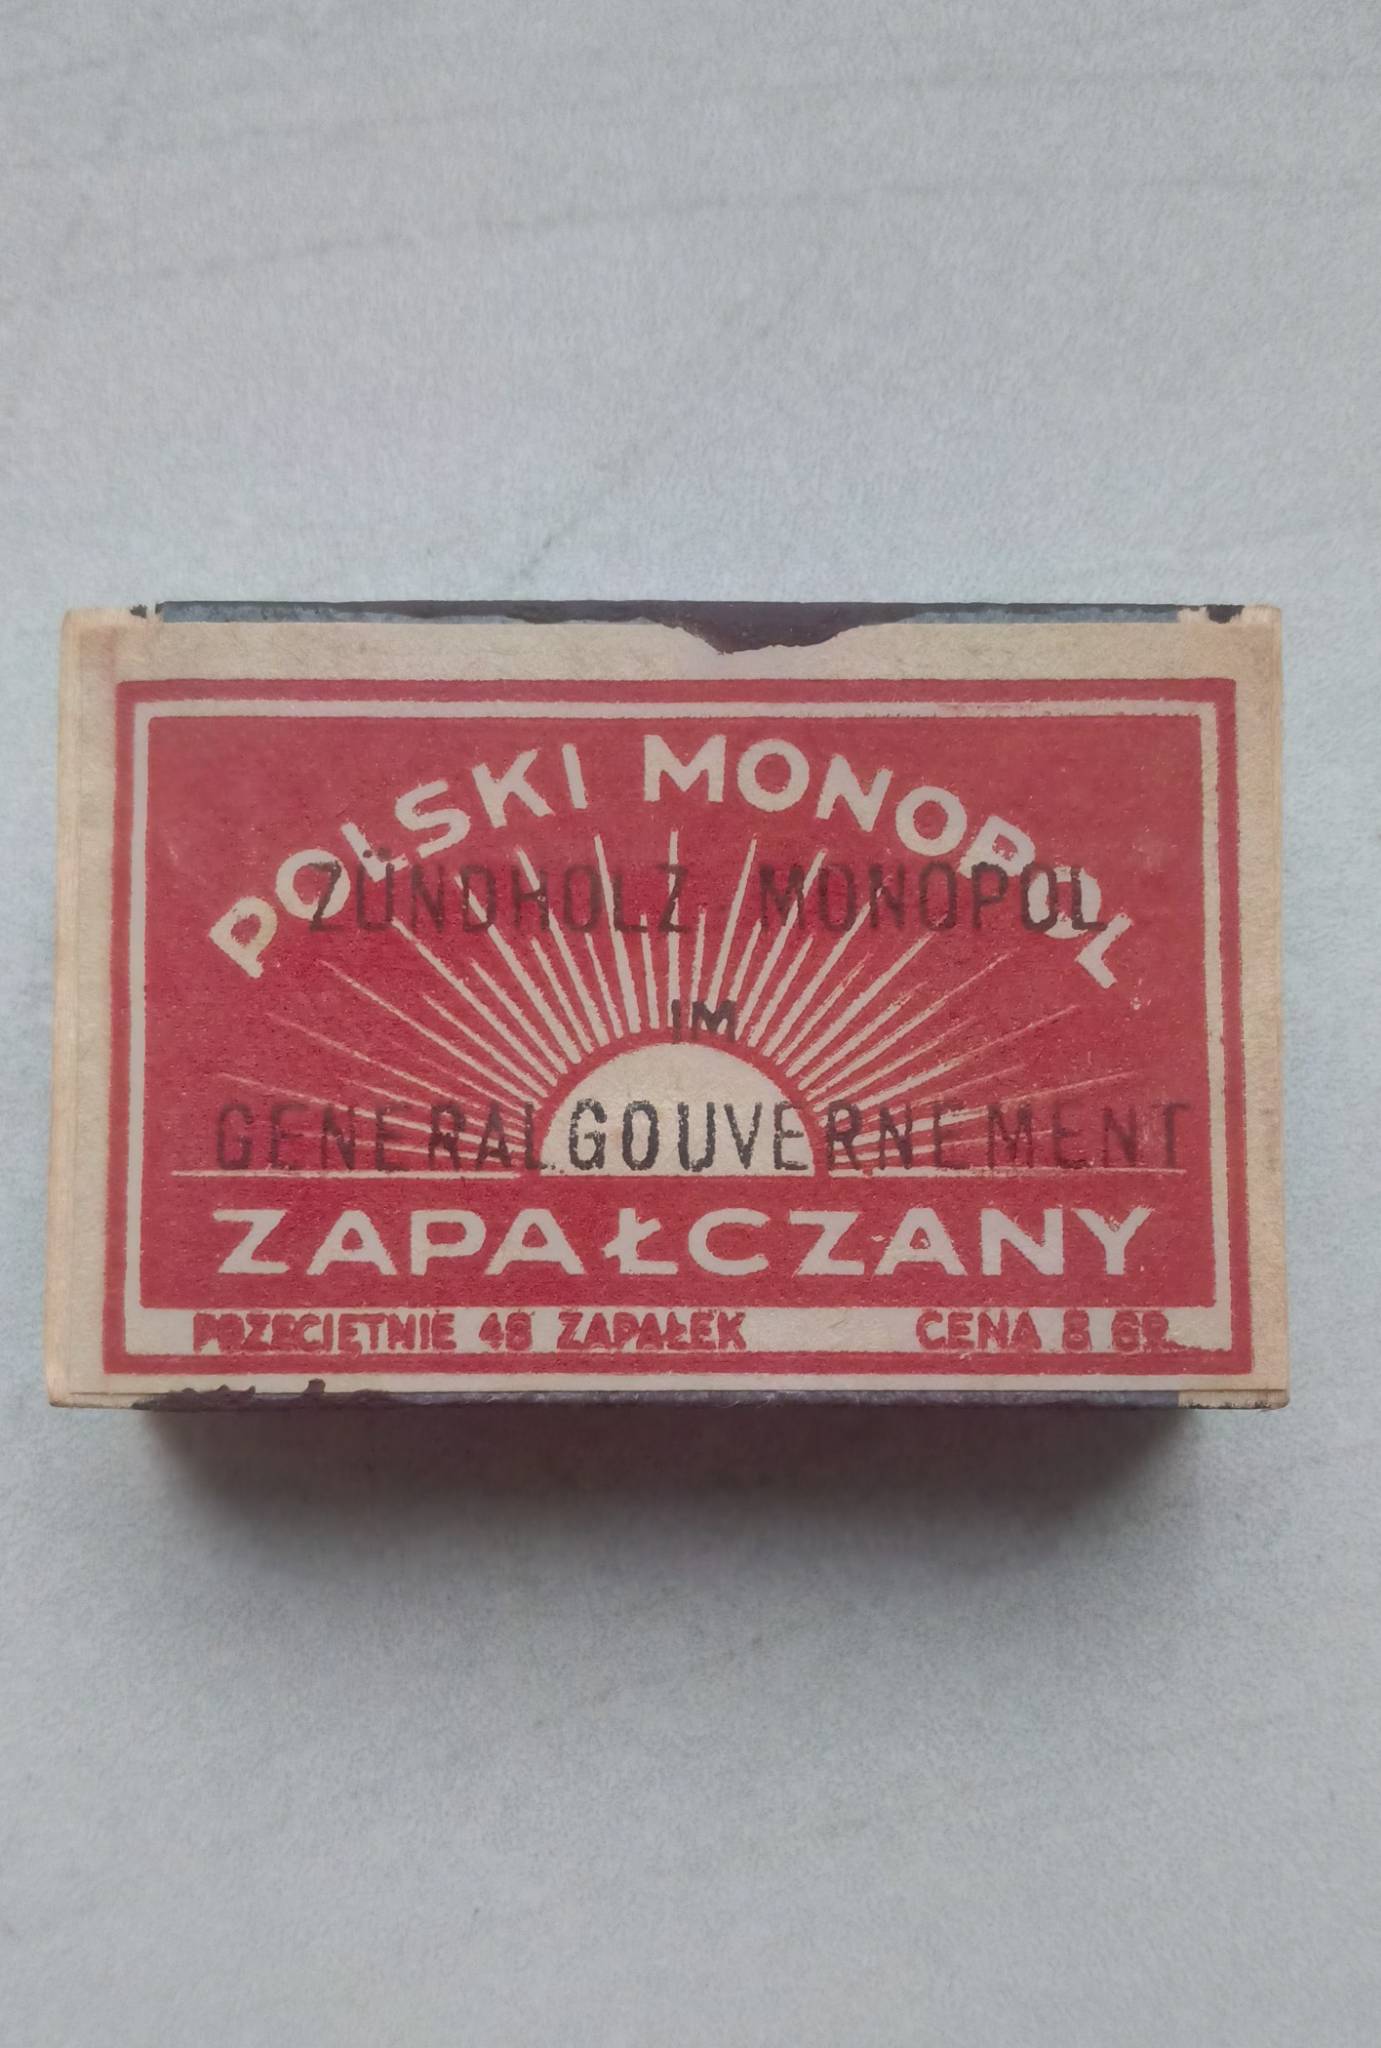 POLSKI MONOPOL
ZÜNDHOLZ-MONOPOL
IM
GENERALGOUVERNEMENT
ZAPAŁCZANY
PRZECIĘTNIE 48 ZAPAŁEK CENA 8 GR.